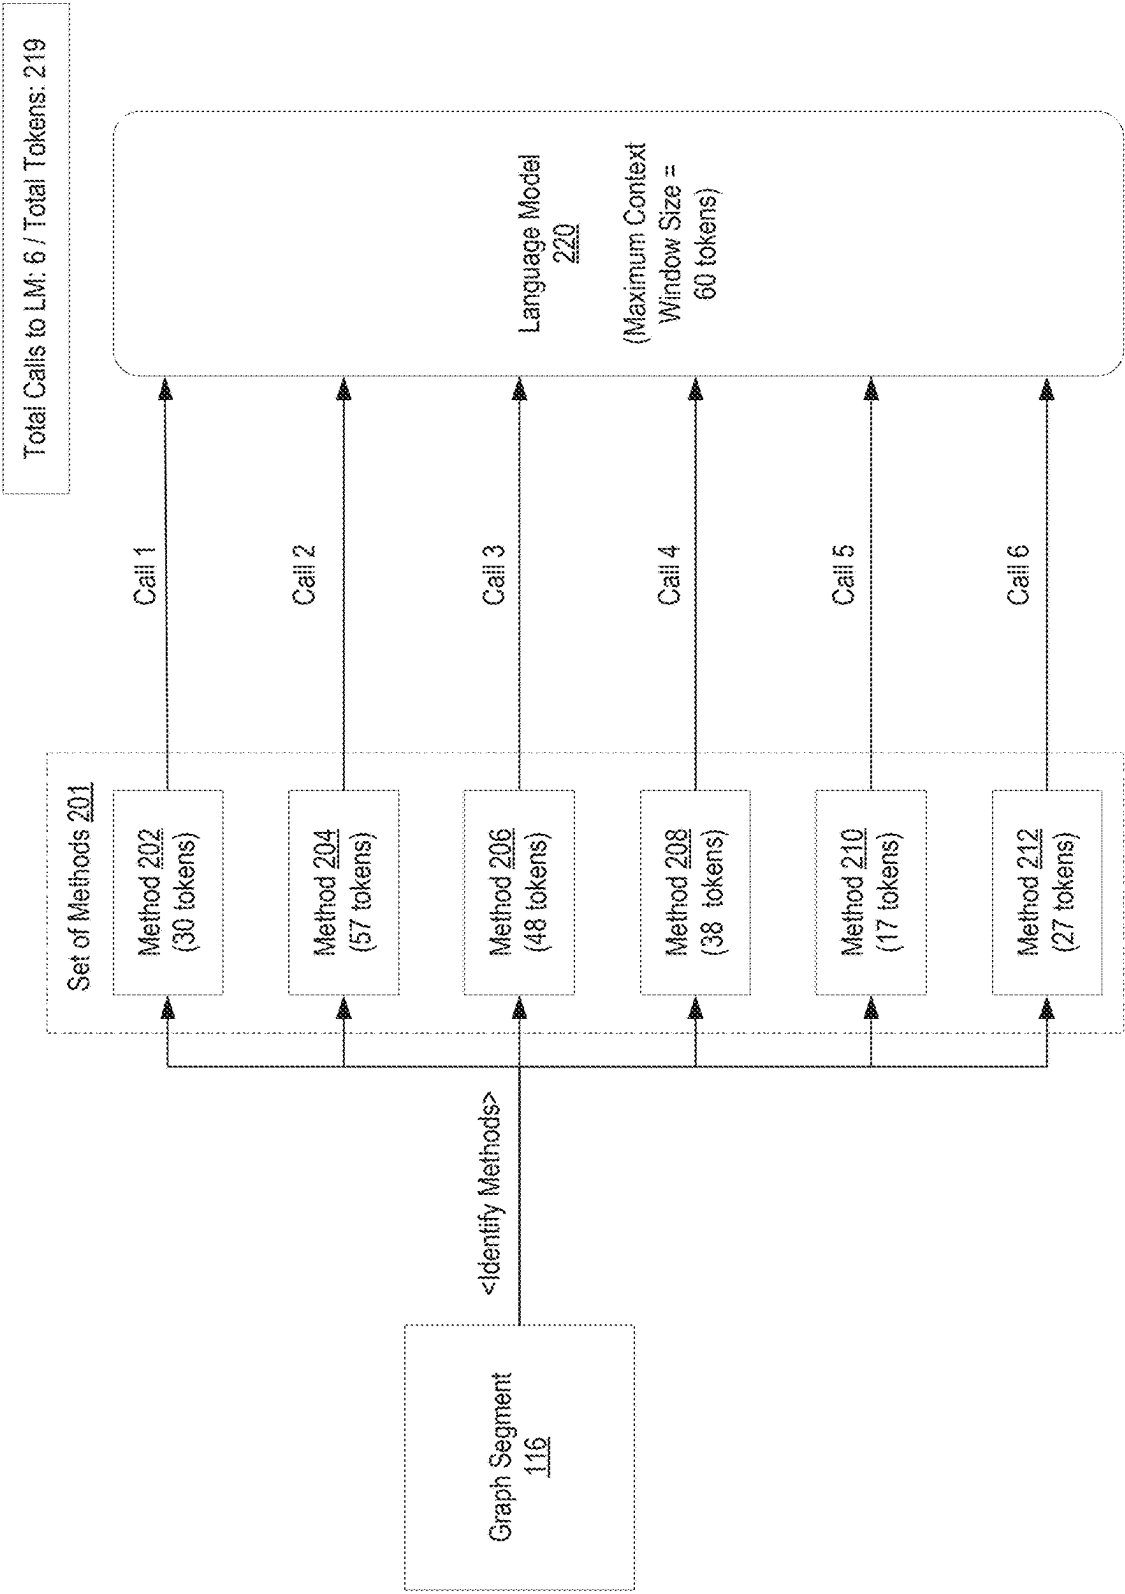 Total Calls to LM: 6 / Total Tokens: 219
Graph Segment
116
<Identify Methods>
Set of Methods 201
Method 202
(30 tokens)
Call 1
Method 204
(57 tokens)
Call 2
Method 206
(48 tokens)
Call 3
Method 208
(38 tokens)
Call 4
Method 210
(17 tokens)
Call 5
Method 212
(27 tokens)
Call 6
Language Model
220
(Maximum Context
Window Size =
60 tokens)